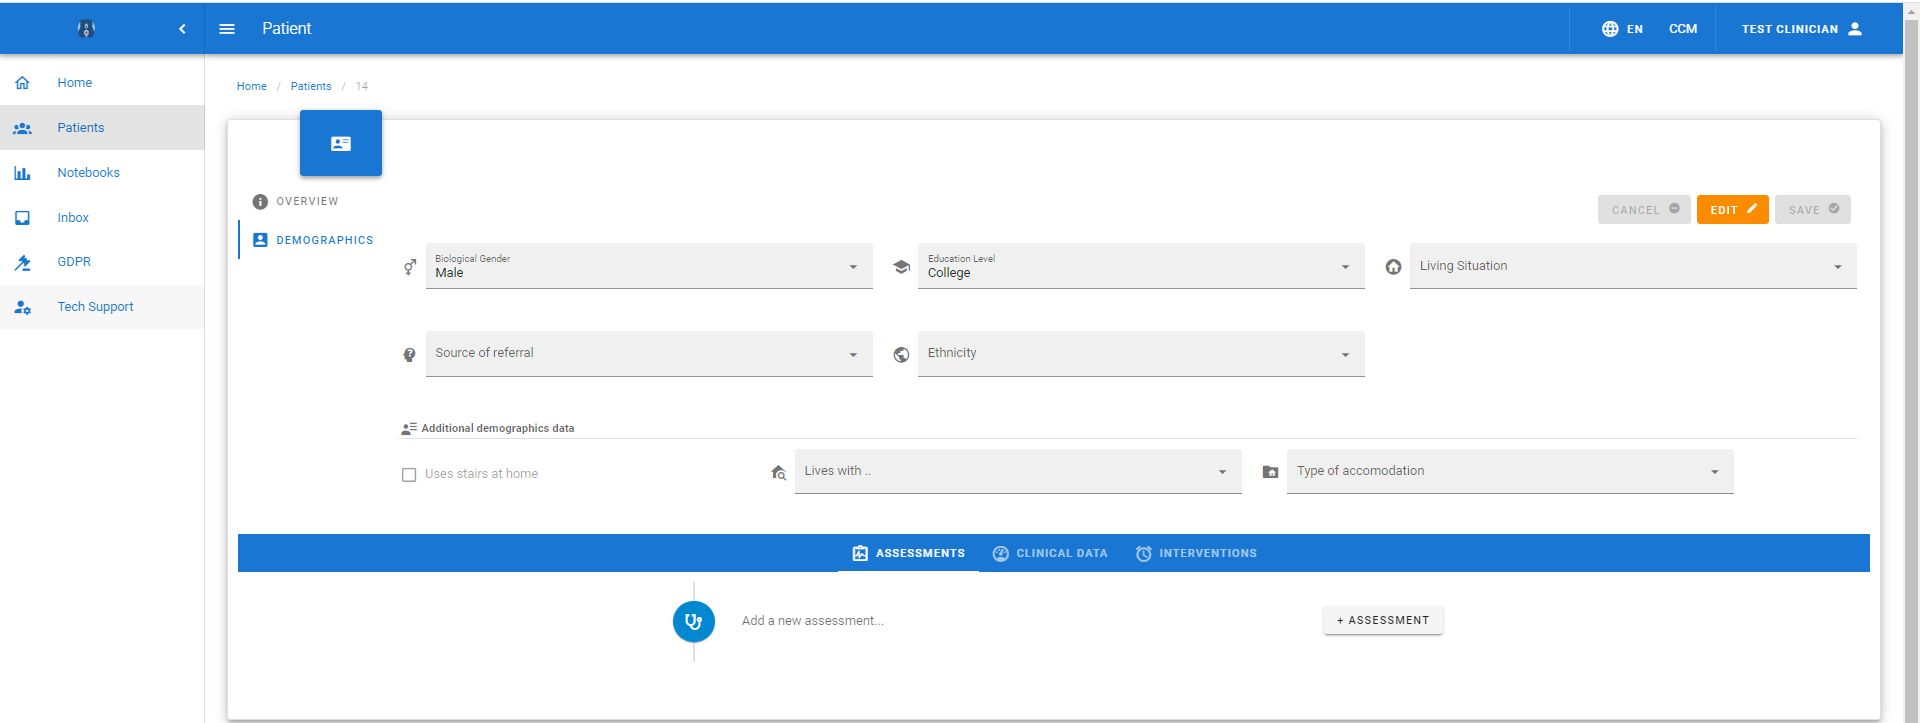 Patient
EN
CCM
TEST CLINICIAN
Home
Patients
Notebooks
Inbox
GDPR
Tech Support
Home / Patients / 14
OVERVIEW
DEMOGRAPHICS
CANCEL
EDIT
SAVE
Biological Gender
Male
Education Level
College
Living Situation
Source of referral
Ethnicity
Additional demographics data
Uses stairs at home
Lives with ..
Type of accomodation
ASSESSMENTS
CLINICAL DATA
INTERVENTIONS
Add a new assessment...
+ ASSESSMENT